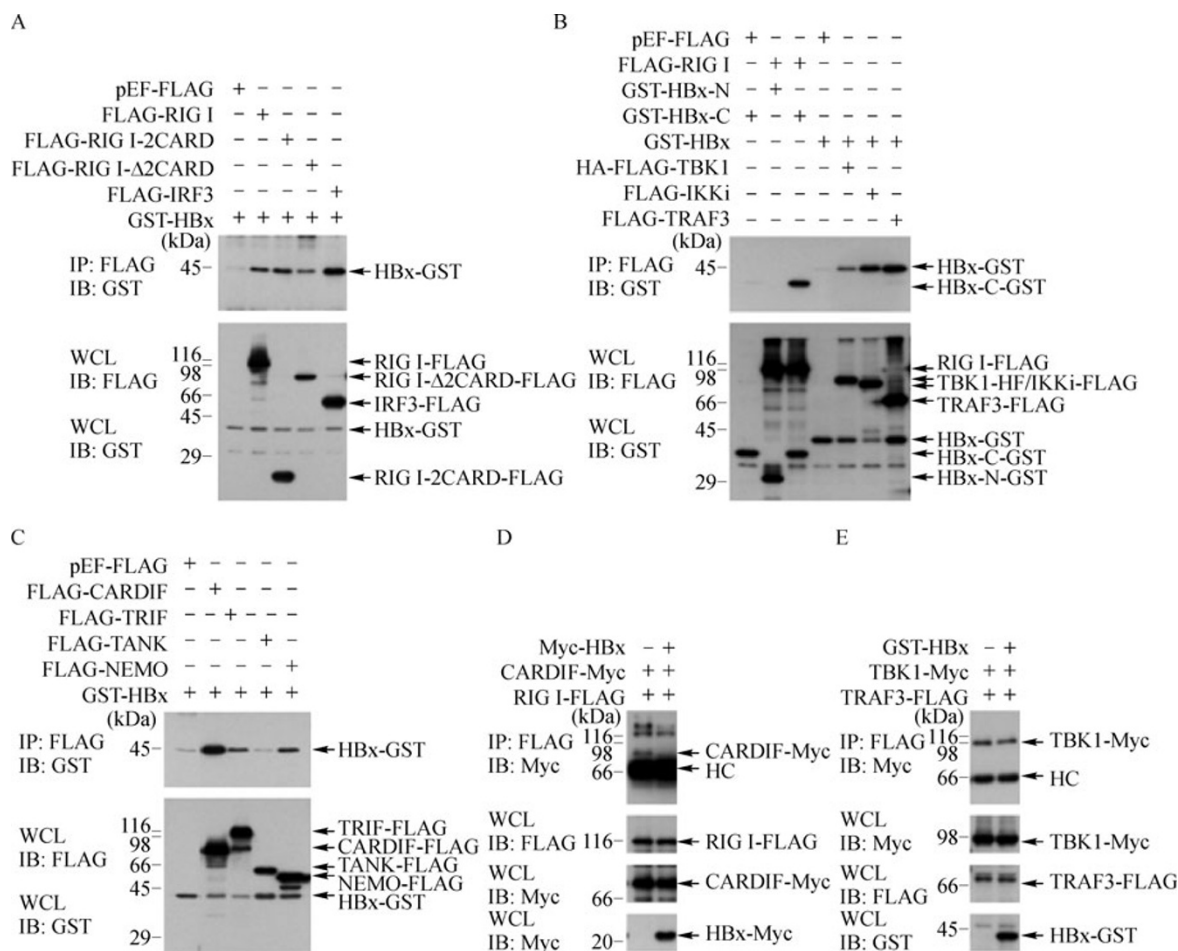 A
pEF-FLAG + – – – –
FLAG-RIG I – + – – –
FLAG-RIG I-2CARD – – + – –
FLAG-RIG I-Δ2CARD – – – + –
FLAG-IRF3 – – – – +
GST-HBx + + + + +
(kDa)
IP: FLAG
IB: GST
45
HBx-GST
WCL
IB: FLAG
WCL
IB: GST
116
98
66
45
29
RIG I-FLAG
RIG I-Δ2CARD-FLAG
IRF3-FLAG
HBx-GST
RIG I-2CARD-FLAG
B
pEF-FLAG + – – + – – –
FLAG-RIG I – + + – – – –
GST-HBx-N – + – – – – –
GST-HBx-C + – + – – – –
GST-HBx – – – + + + +
HA-FLAG-TBK1 – – – – + – –
FLAG-IKKi – – – – – + –
FLAG-TRAF3 – – – – – – +
(kDa)
IP: FLAG
IB: GST
45
HBx-GST
HBx-C-GST
WCL
IB: FLAG
WCL
IB: GST
116
98
66
45
29
RIG I-FLAG
TBK1-HF/IKKi-FLAG
TRAF3-FLAG
HBx-GST
HBx-C-GST
HBx-N-GST
C
pEF-FLAG + – – – –
FLAG-CARDIF – + – – –
FLAG-TRIF – – + – –
FLAG-TANK – – – + –
FLAG-NEMO – – – – +
GST-HBx + + + + +
(kDa)
IP: FLAG
IB: GST
45
HBx-GST
WCL
IB: FLAG
WCL
IB: GST
116
98
66
45
29
TRIF-FLAG
CARDIF-FLAG
TANK-FLAG
NEMO-FLAG
HBx-GST
D
Myc-HBx – +
CARDIF-Myc + +
RIG I-FLAG + +
(kDa)
IP: FLAG
IB: Myc
116
98
66
CARDIF-Myc
HC
WCL
IB: FLAG
116
RIG I-FLAG
WCL
IB: Myc
66
CARDIF-Myc
WCL
IB: Myc
20
HBx-Myc
E
GST-HBx – +
TBK1-Myc + +
TRAF3-FLAG + +
(kDa)
IP: FLAG
IB: Myc
116
98
66
TBK1-Myc
HC
WCL
IB: Myc
98
TBK1-Myc
WCL
IB: FLAG
66
TRAF3-FLAG
WCL
IB: GST
45
HBx-GST